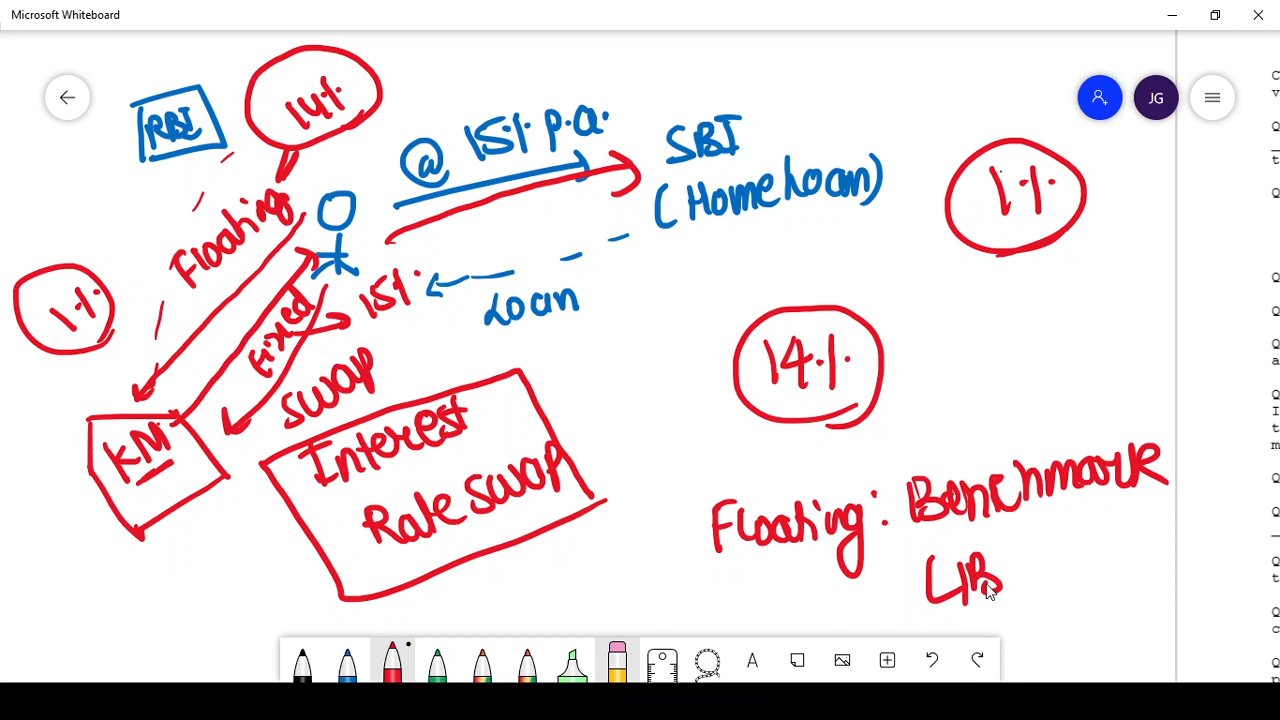 Microsoft Whiteboard
RBI
14%
@ 15% p.a.
SBI
(Home Loan)
JG
1%
Floating
1%
Fixed
15%
Loan
swap
14%
KM
Interest
Rate swap
Floating: Benchmark
LIB
A